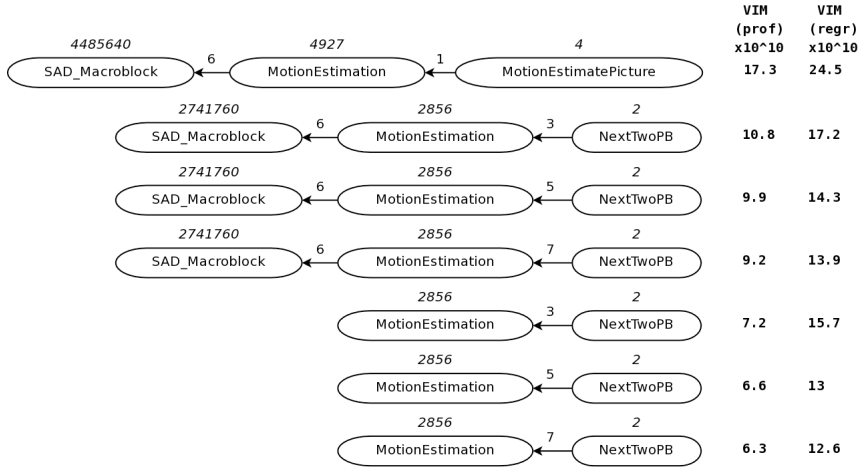 VIM VIM
(prof) (regr)
x10^10 x10^10
4485640 4927 4
SAD_Macroblock 6 MotionEstimation 1 MotionEstimatePicture 17.3 24.5
2741760 2856 2
SAD_Macroblock 6 MotionEstimation 3 NextTwoPB 10.8 17.2
2741760 2856 2
SAD_Macroblock 6 MotionEstimation 5 NextTwoPB 9.9 14.3
2741760 2856 2
SAD_Macroblock 6 MotionEstimation 7 NextTwoPB 9.2 13.9
2856 2
MotionEstimation 3 NextTwoPB 7.2 15.7
2856 2
MotionEstimation 5 NextTwoPB 6.6 13
2856 2
MotionEstimation 7 NextTwoPB 6.3 12.6